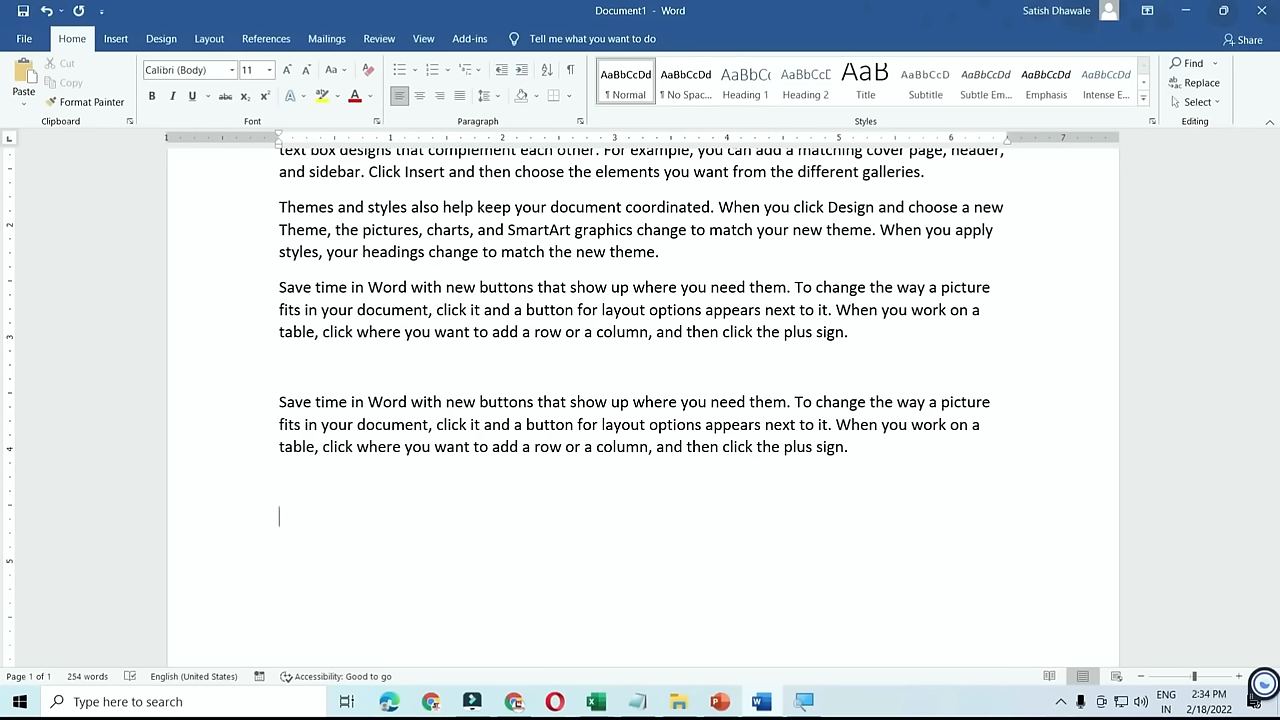 Document1 - Word
Satish Dhawale
File Home Insert Design Layout References Mailings Review View Add-ins Tell me what you want to do Share
Paste
Cut
Copy
Format Painter
Clipboard
Calibri (Body) 11
Font
Paragraph
AaBbCcDd AaBbCcDd AaBbC( AaBbCcE AaB AaBbCcD AaBbCcDd AaBbCcDd AaBbCcDd
¶ Normal ¶ No Spac... Heading 1 Heading 2 Title Subtitle Subtle Em... Emphasis Intense E...
Styles
Find
Replace
Select
Editing
1 1 2 3 4 5 6 7
text box designs that complement each other. For example, you can add a matching cover page, header,
and sidebar. Click Insert and then choose the elements you want from the different galleries.
Themes and styles also help keep your document coordinated. When you click Design and choose a new
Theme, the pictures, charts, and SmartArt graphics change to match your new theme. When you apply
styles, your headings change to match the new theme.
Save time in Word with new buttons that show up where you need them. To change the way a picture
fits in your document, click it and a button for layout options appears next to it. When you work on a
table, click where you want to add a row or a column, and then click the plus sign.
Save time in Word with new buttons that show up where you need them. To change the way a picture
fits in your document, click it and a button for layout options appears next to it. When you work on a
table, click where you want to add a row or a column, and then click the plus sign.
2
3
4
5
Page 1 of 1 254 words English (United States) Accessibility: Good to go
Type here to search
ENG
IN
2:34 PM
2/18/2022